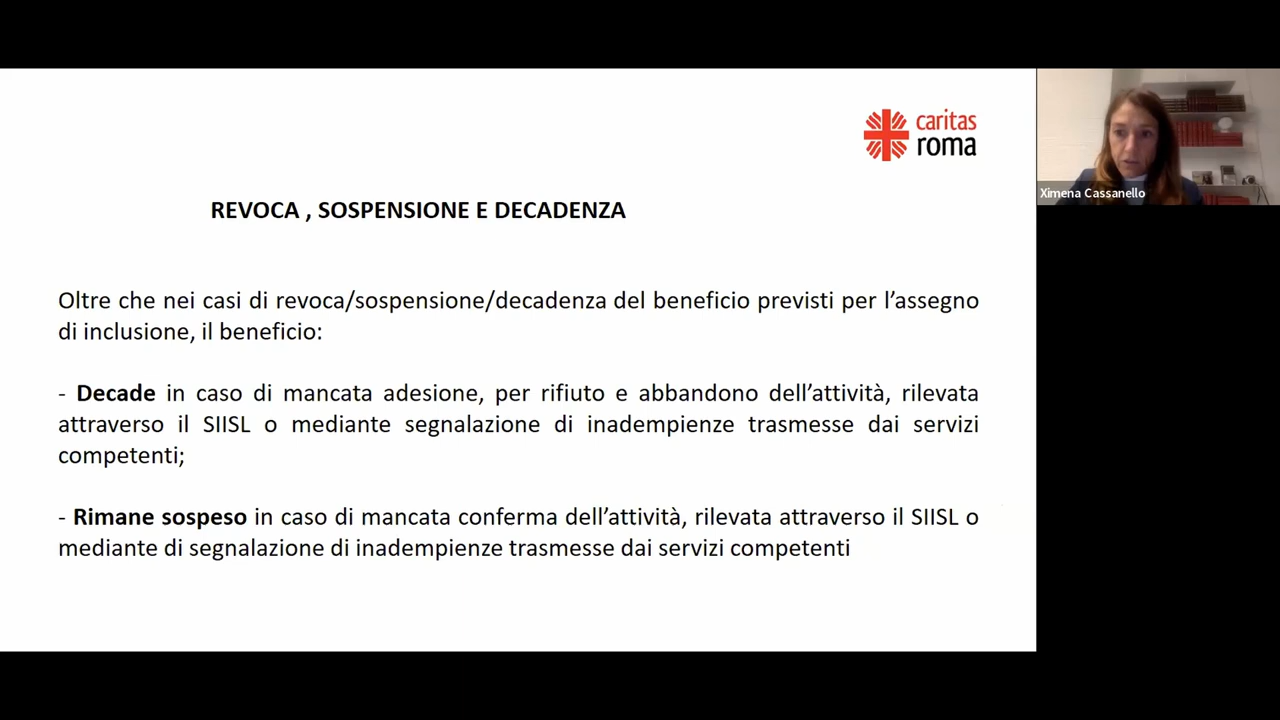 caritas
roma
Ximena Cassanello
REVOCA , SOSPENSIONE E DECADENZA
Oltre che nei casi di revoca/sospensione/decadenza del beneficio previsti per l’assegno
di inclusione, il beneficio:
- Decade in caso di mancata adesione, per rifiuto e abbandono dell’attività, rilevata
attraverso il SIISL o mediante segnalazione di inadempienze trasmesse dai servizi
competenti;
- Rimane sospeso in caso di mancata conferma dell’attività, rilevata attraverso il SIISL o
mediante di segnalazione di inadempienze trasmesse dai servizi competenti